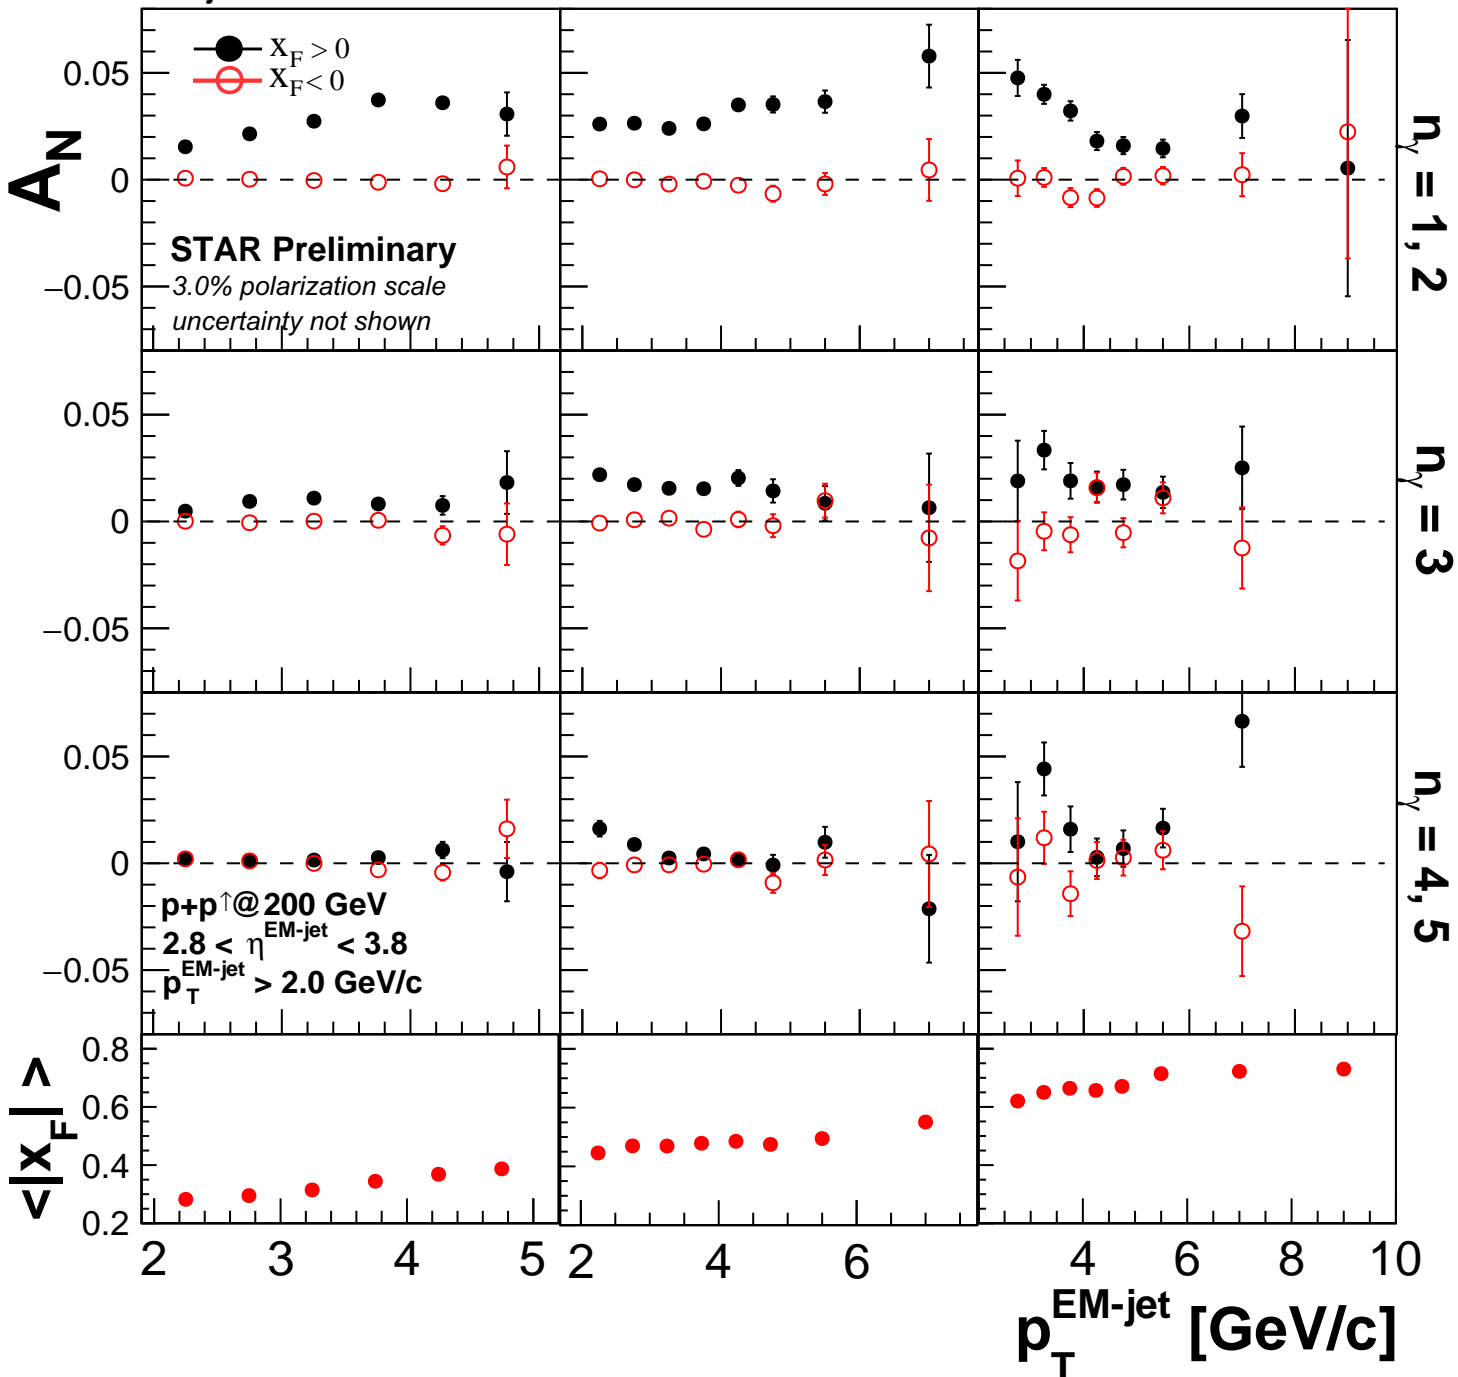 x_F > 0
x_F < 0
A_N
0.05
0
−0.05
STAR Preliminary
3.0% polarization scale
uncertainty not shown
n_γ = 1, 2
0.05
0
−0.05
n_γ = 3
0.05
0
−0.05
p+p↑@200 GeV
2.8 < η^EM-jet < 3.8
p_T^EM-jet > 2.0 GeV/c
n_γ = 4, 5
<|x_F| >
0.8
0.6
0.4
0.2
2 3 4 5 2 4 6 4 6 8 10
p_T^EM-jet [GeV/c]